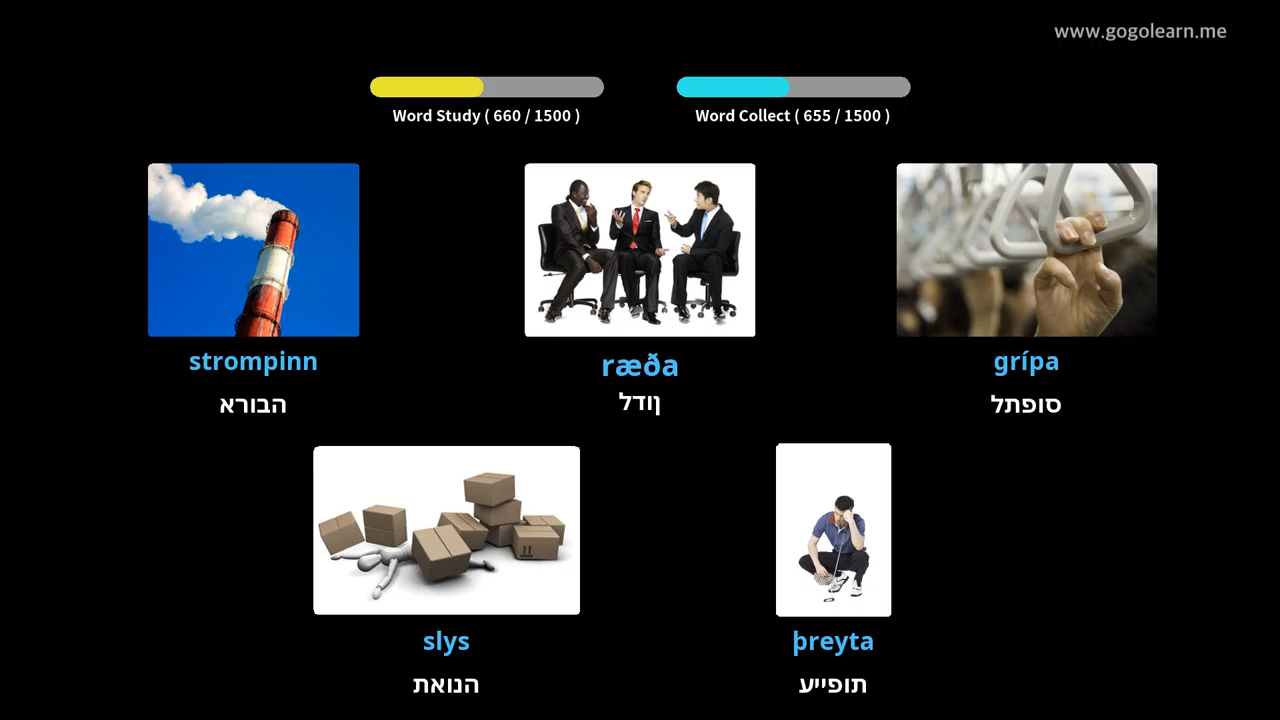 www.gogolearn.me
Word Study ( 660 / 1500 )
Word Collect ( 655 / 1500 )
strompinn
הבורא
ræða
ןודל
grípa
סופתל
slys
הנואת
þreyta
תופייע